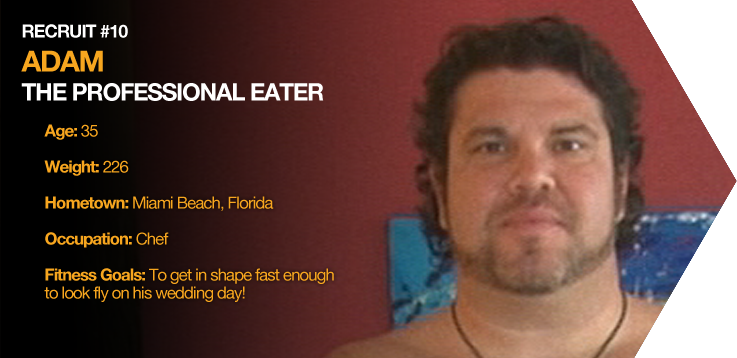 RECRUIT #10
ADAM
THE PROFESSIONAL EATER
Age: 35
Weight: 226
Hometown: Miami Beach, Florida
Occupation: Chef
Fitness Goals: To get in shape fast enough
to look fly on his wedding day!